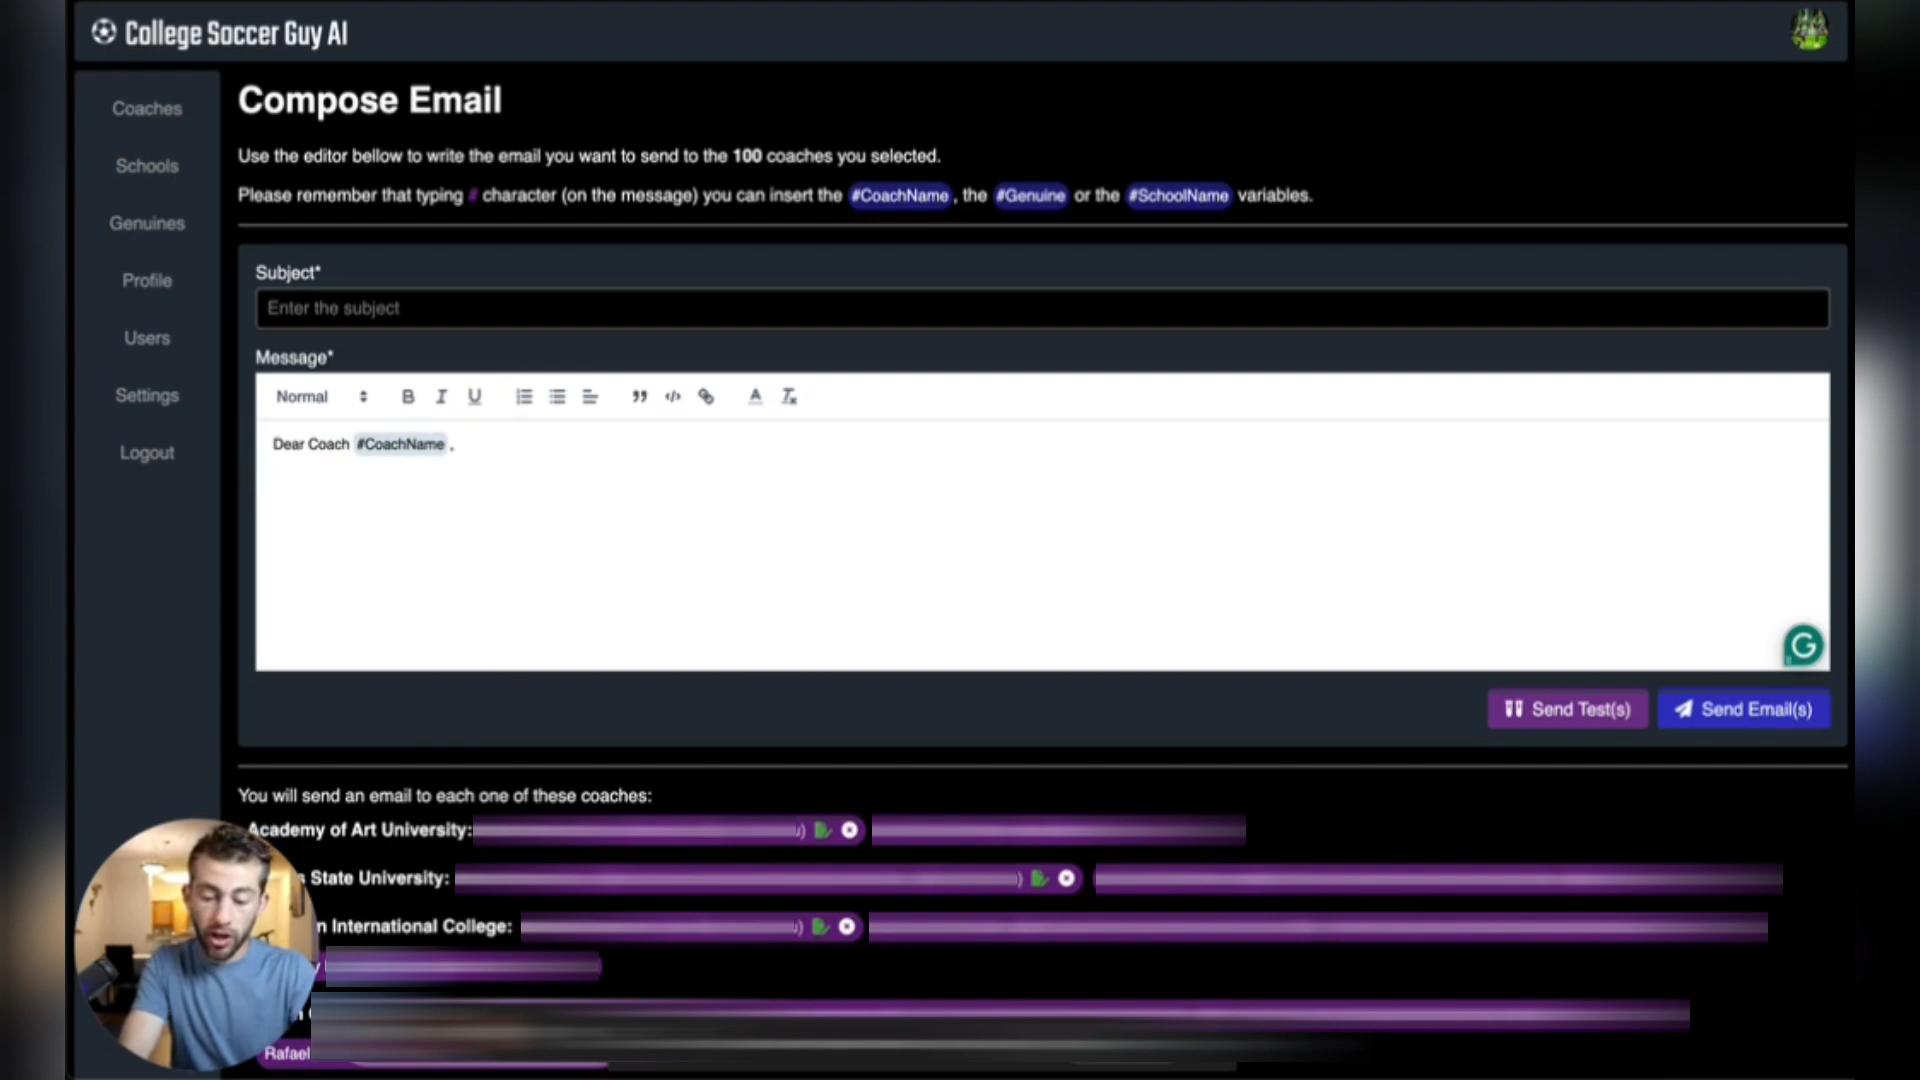 College Soccer Guy AI
Coaches
Schools
Genuines
Profile
Users
Settings
Logout
Compose Email
Use the editor bellow to write the email you want to send to the 100 coaches you selected.
Please remember that typing # character (on the message) you can insert the #CoachName , the #Genuine or the #SchoolName variables.
Subject*
Enter the subject
Message*
Normal
Dear Coach #CoachName ,
Send Test(s)
Send Email(s)
You will send an email to each one of these coaches:
Academy of Art University:
State University:
International College:
Rafael